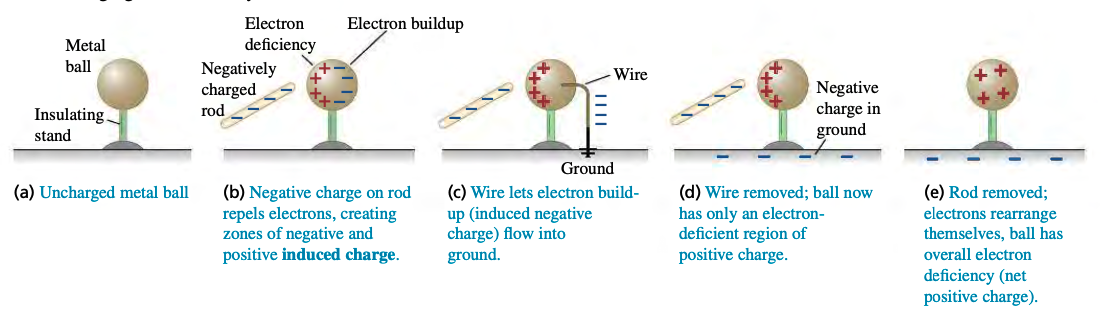 Metal
ball
Insulating
stand
(a) Uncharged metal ball
Electron
deficiency
Electron buildup
Negatively
charged
rod
(b) Negative charge on rod
repels electrons, creating
zones of negative and
positive induced charge.
Wire
Ground
(c) Wire lets electron build-
up (induced negative
charge) flow into
ground.
Negative
charge in
ground
(d) Wire removed; ball now
has only an electron-
deficient region of
positive charge.
(e) Rod removed;
electrons rearrange
themselves, ball has
overall electron
deficiency (net
positive charge).